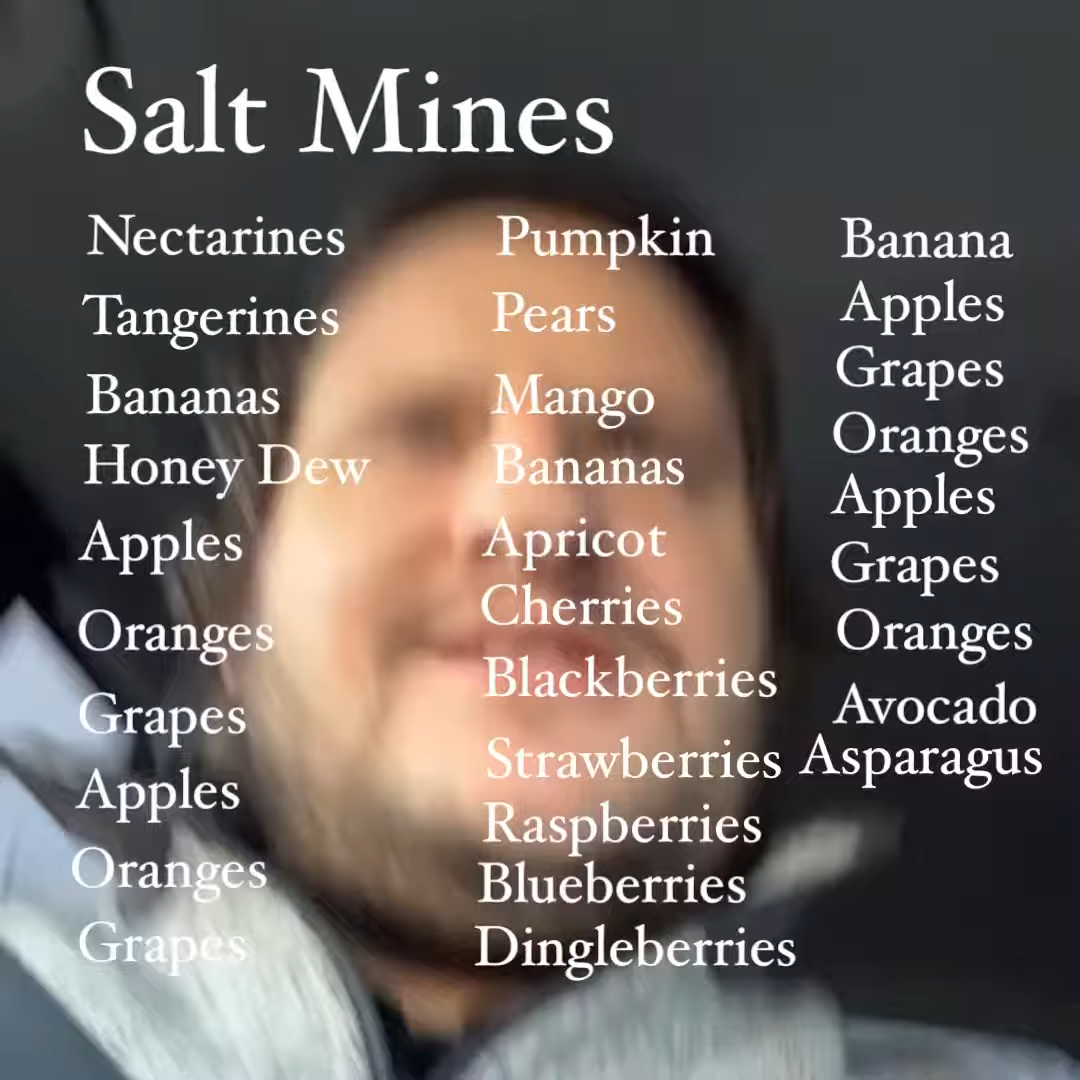 Salt Mines
Nectarines
Tangerines
Bananas
Honey Dew
Apples
Oranges
Grapes
Apples
Oranges
Grapes
Pumpkin
Pears
Mango
Bananas
Apricot
Cherries
Blackberries
Strawberries
Raspberries
Blueberries
Dingleberries
Banana
Apples
Grapes
Oranges
Apples
Grapes
Oranges
Avocado
Asparagus